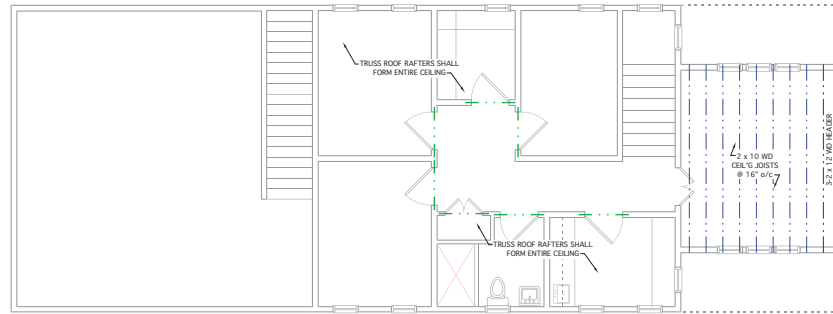 TRUSS ROOF RAFTERS SHALL
FORM ENTIRE CEILING
2 x 10 WD
CEIL'G JOISTS
@ 16" o/c
3-2 x 12 WD HEADER
TRUSS ROOF RAFTERS SHALL
FORM ENTIRE CEILING